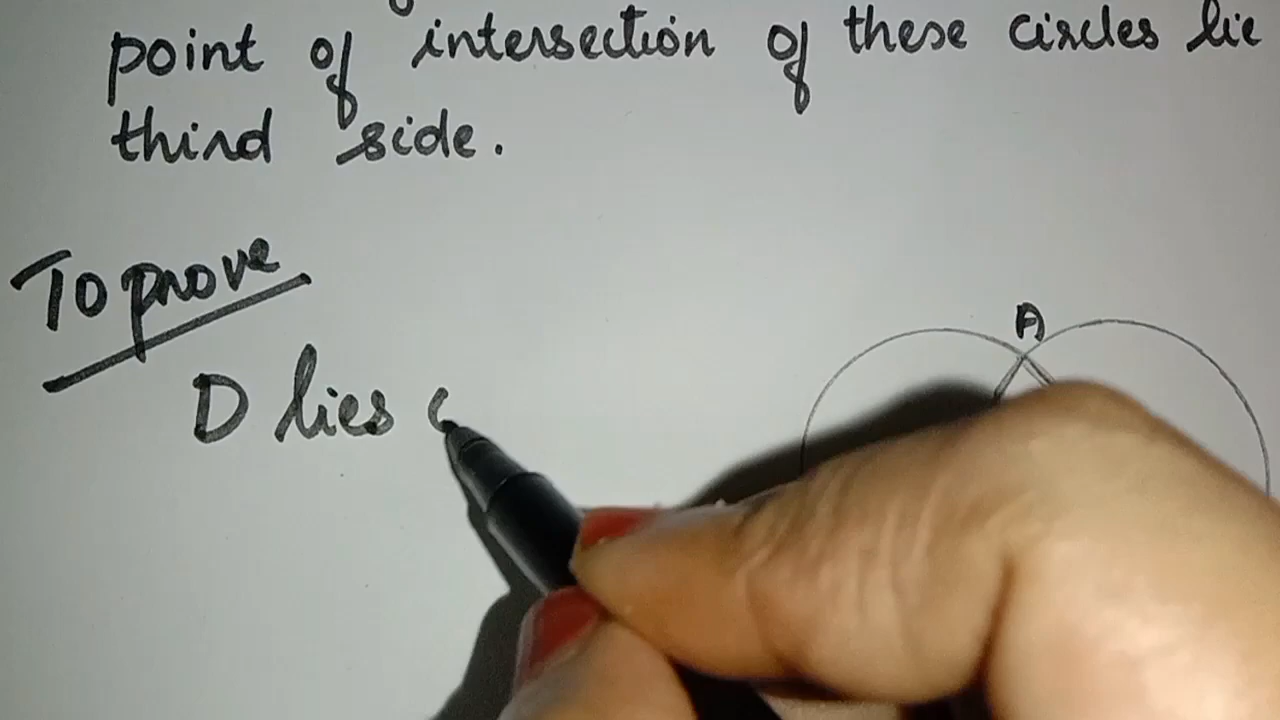 point of intersection of these circles lie
third side.
To prove
A
D lies